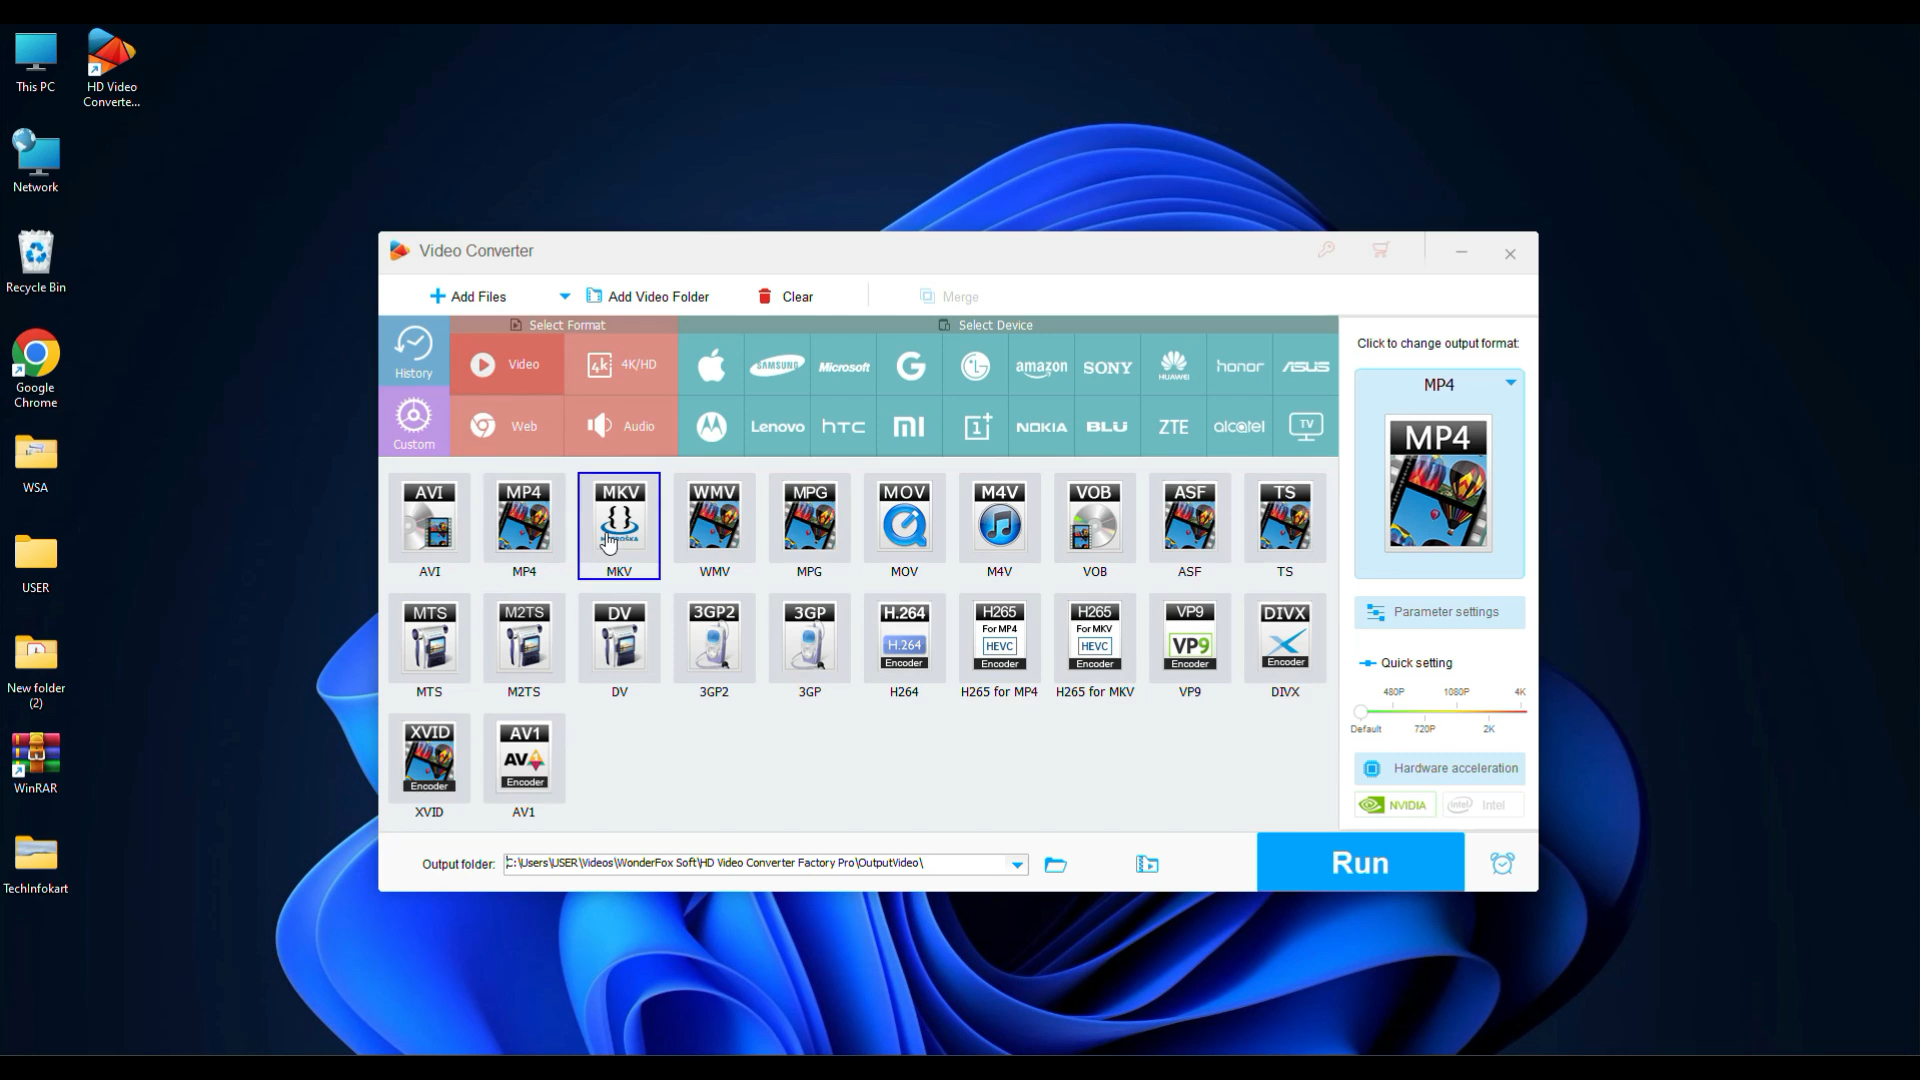 This PC
HD Video
Converte...
Network
Recycle Bin
Google
Chrome
WSA
USER
New folder
(2)
WinRAR
TechInfokart
Video Converter
Add Files
Add Video Folder
Clear
Merge
History
Custom
Select Format
Video
4K
4K/HD
Web
Audio
Select Device
SAMSUNG
Microsoft
G
LG
amazon
SONY
HUAWEI
honor
ASUS
Lenovo
hTC
MI
1+
NOKIA
BLU
ZTE
alcatel
TV
AVI
MP4
MKV
WMV
MPG
MOV
M4V
VOB
ASF
TS
AVI
MP4
MKV
WMV
MPG
MOV
M4V
VOB
ASF
TS
MTS
M2TS
DV
3GP2
3GP
H.264
H.264
Encoder
H265
For MP4
HEVC
Encoder
H265
For MKV
HEVC
Encoder
VP9
VP9
Encoder
DIVX
Encoder
MTS
M2TS
DV
3GP2
3GP
H264
H265 for MP4
H265 for MKV
VP9
DIVX
XVID
Encoder
AV1
AV1
Encoder
XVID
AV1
Click to change output format:
MP4
MP4
Parameter settings
Quick setting
480P
1080P
4K
Default
720P
2K
Hardware acceleration
NVIDIA
intel
Intel
Output folder:
C:\Users\USER\Videos\WonderFox Soft\HD Video Converter Factory Pro\OutputVideo\
Run